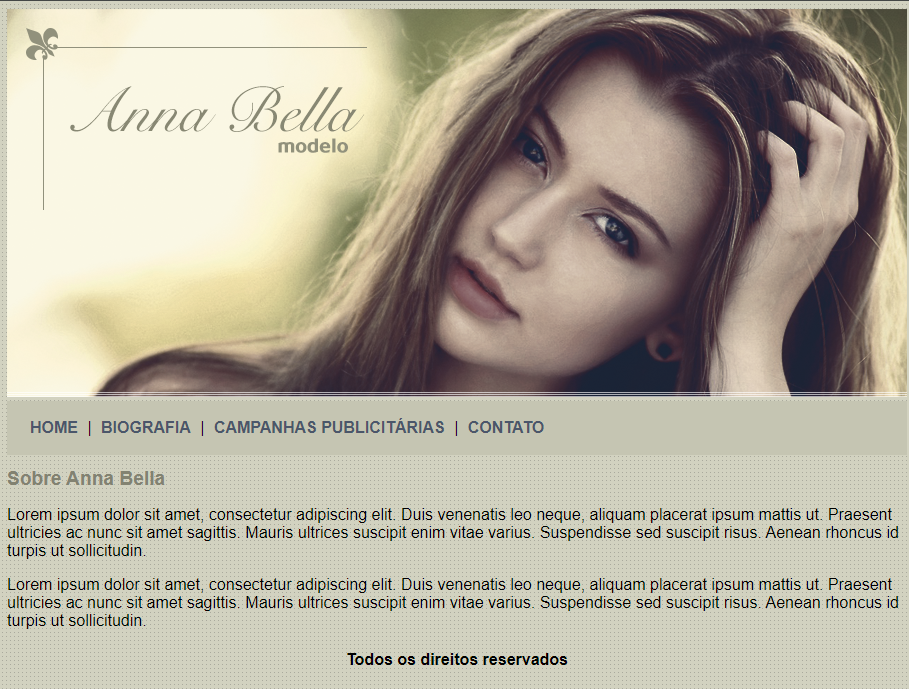 Anna Bella
modelo
HOME | BIOGRAFIA | CAMPANHAS PUBLICITÁRIAS | CONTATO
Sobre Anna Bella
Lorem ipsum dolor sit amet, consectetur adipiscing elit. Duis venenatis leo neque, aliquam placerat ipsum mattis ut. Praesent
ultricies ac nunc sit amet sagittis. Mauris ultrices suscipit enim vitae varius. Suspendisse sed suscipit risus. Aenean rhoncus id
turpis ut sollicitudin.
Lorem ipsum dolor sit amet, consectetur adipiscing elit. Duis venenatis leo neque, aliquam placerat ipsum mattis ut. Praesent
ultricies ac nunc sit amet sagittis. Mauris ultrices suscipit enim vitae varius. Suspendisse sed suscipit risus. Aenean rhoncus id
turpis ut sollicitudin.
Todos os direitos reservados